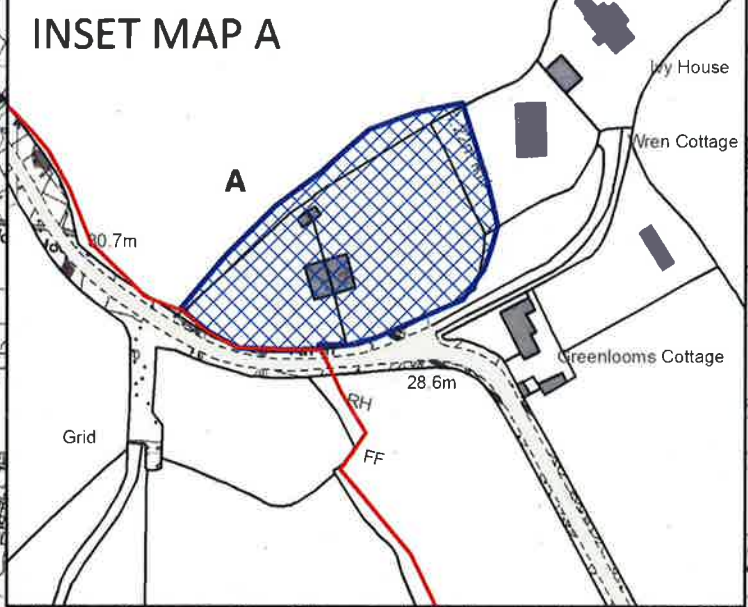 INSET MAP A
Ivy House
Wren Cottage
A
30.7m
Greenlooms Cottage
28.6m
RH
Grid
FF